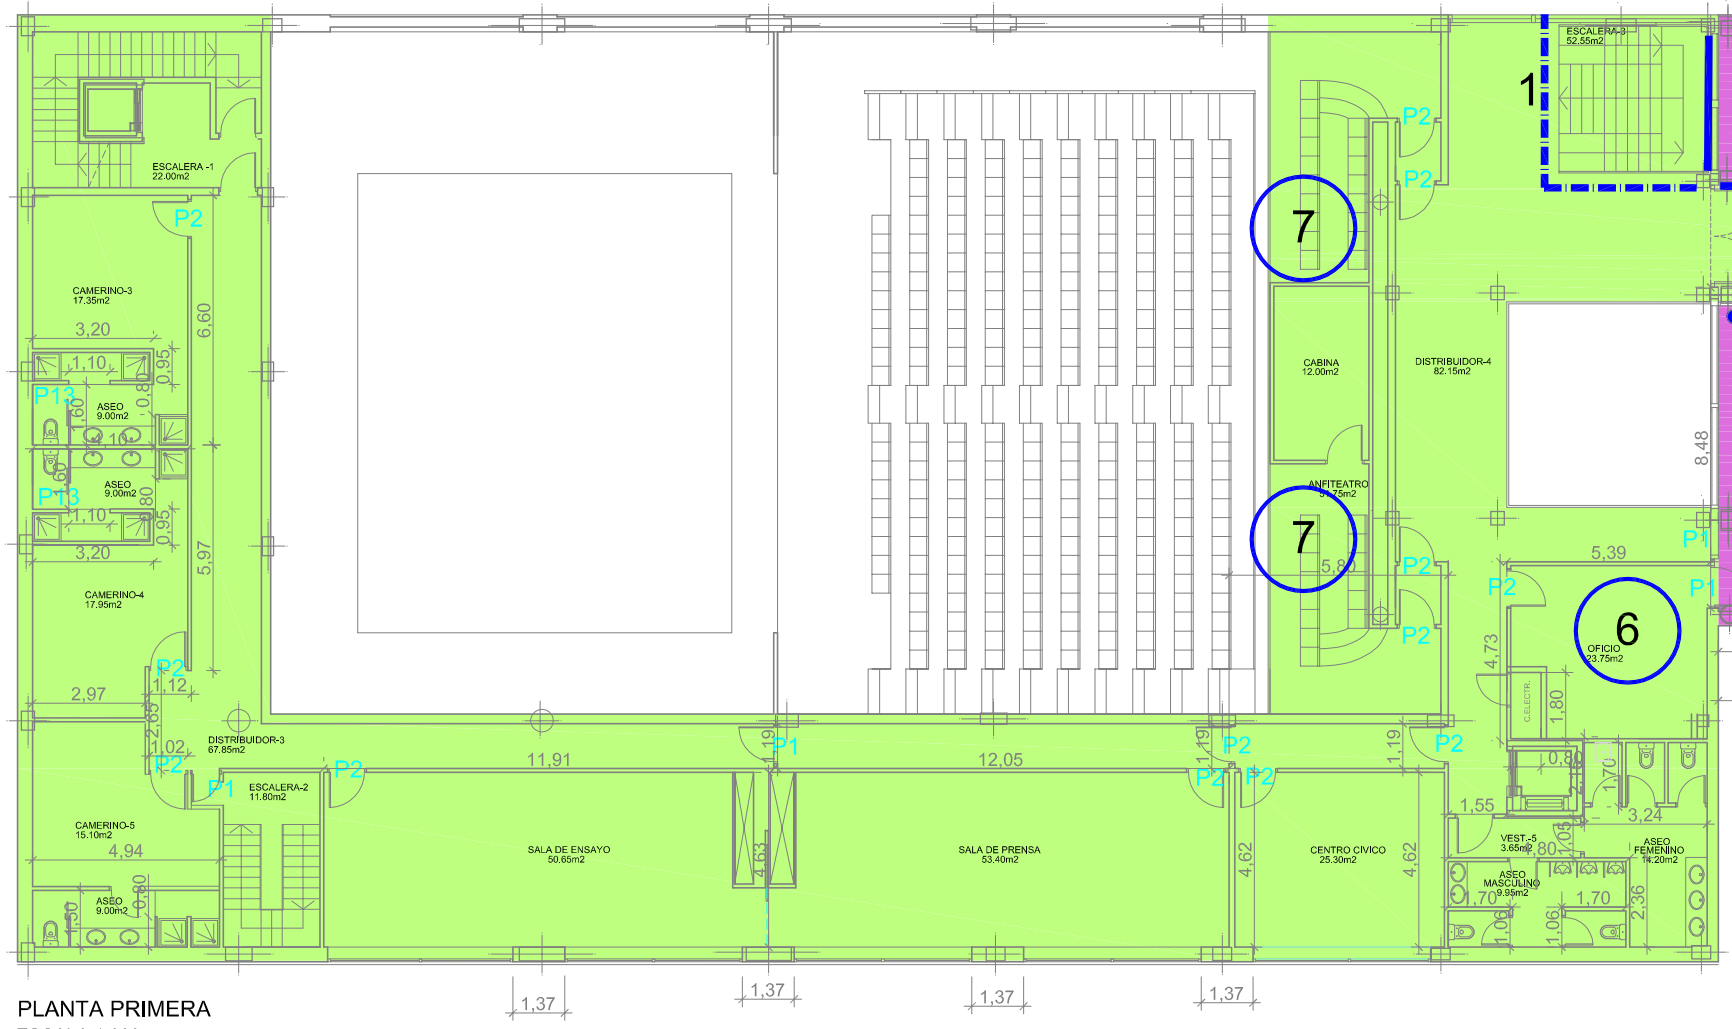 ESCALERA-3
52.55m2
1
P2
P2
ESCALERA -1
22.00m2
P2
7
CAMERINO-3
17.35m2
3,20
6,60
1,10
0,95
0,80
P13
ASEO
9.00m2
1,60
4,10
ASEO
9.00m2
1,60
P13
80
1,10
0,95
3,20
5,97
CABINA
12.00m2
DISTRIBUIDOR-4
82.15m2
8,48
ANFITEATRO
51.75m2
7
5,80
P1
5,39
P2
P2
P1
P2
CAMERINO-4
17.95m2
6
OFICIO
23.75m2
4,73
C.ELECTR.
1,80
P2
1,12
2,97
2,65
1,02
P2
DISTRIBUIDOR-3
67.85m2
11,91
1,19
P1
12,05
1,19
P2
1,19
P2
P1
ESCALERA-2
11.80m2
P2
P2
P2
0,80
2,16
1,70
1,55
3,24
CAMERINO-5
15.10m2
4,94
SALA DE ENSAYO
50.65m2
4,63
SALA DE PRENSA
53.40m2
4,62
CENTRO CÍVICO
25.30m2
4,62
VEST.-5
3.65m2
1,80
1,05
ASEO
FEMENINO
14.20m2
ASEO
MASCULINO
9.95m2
1,70
1,70
2,36
1,06
1,06
ASEO
9.00m2
0,80
1,50
1,37
1,37
1,37
1,37
PLANTA PRIMERA